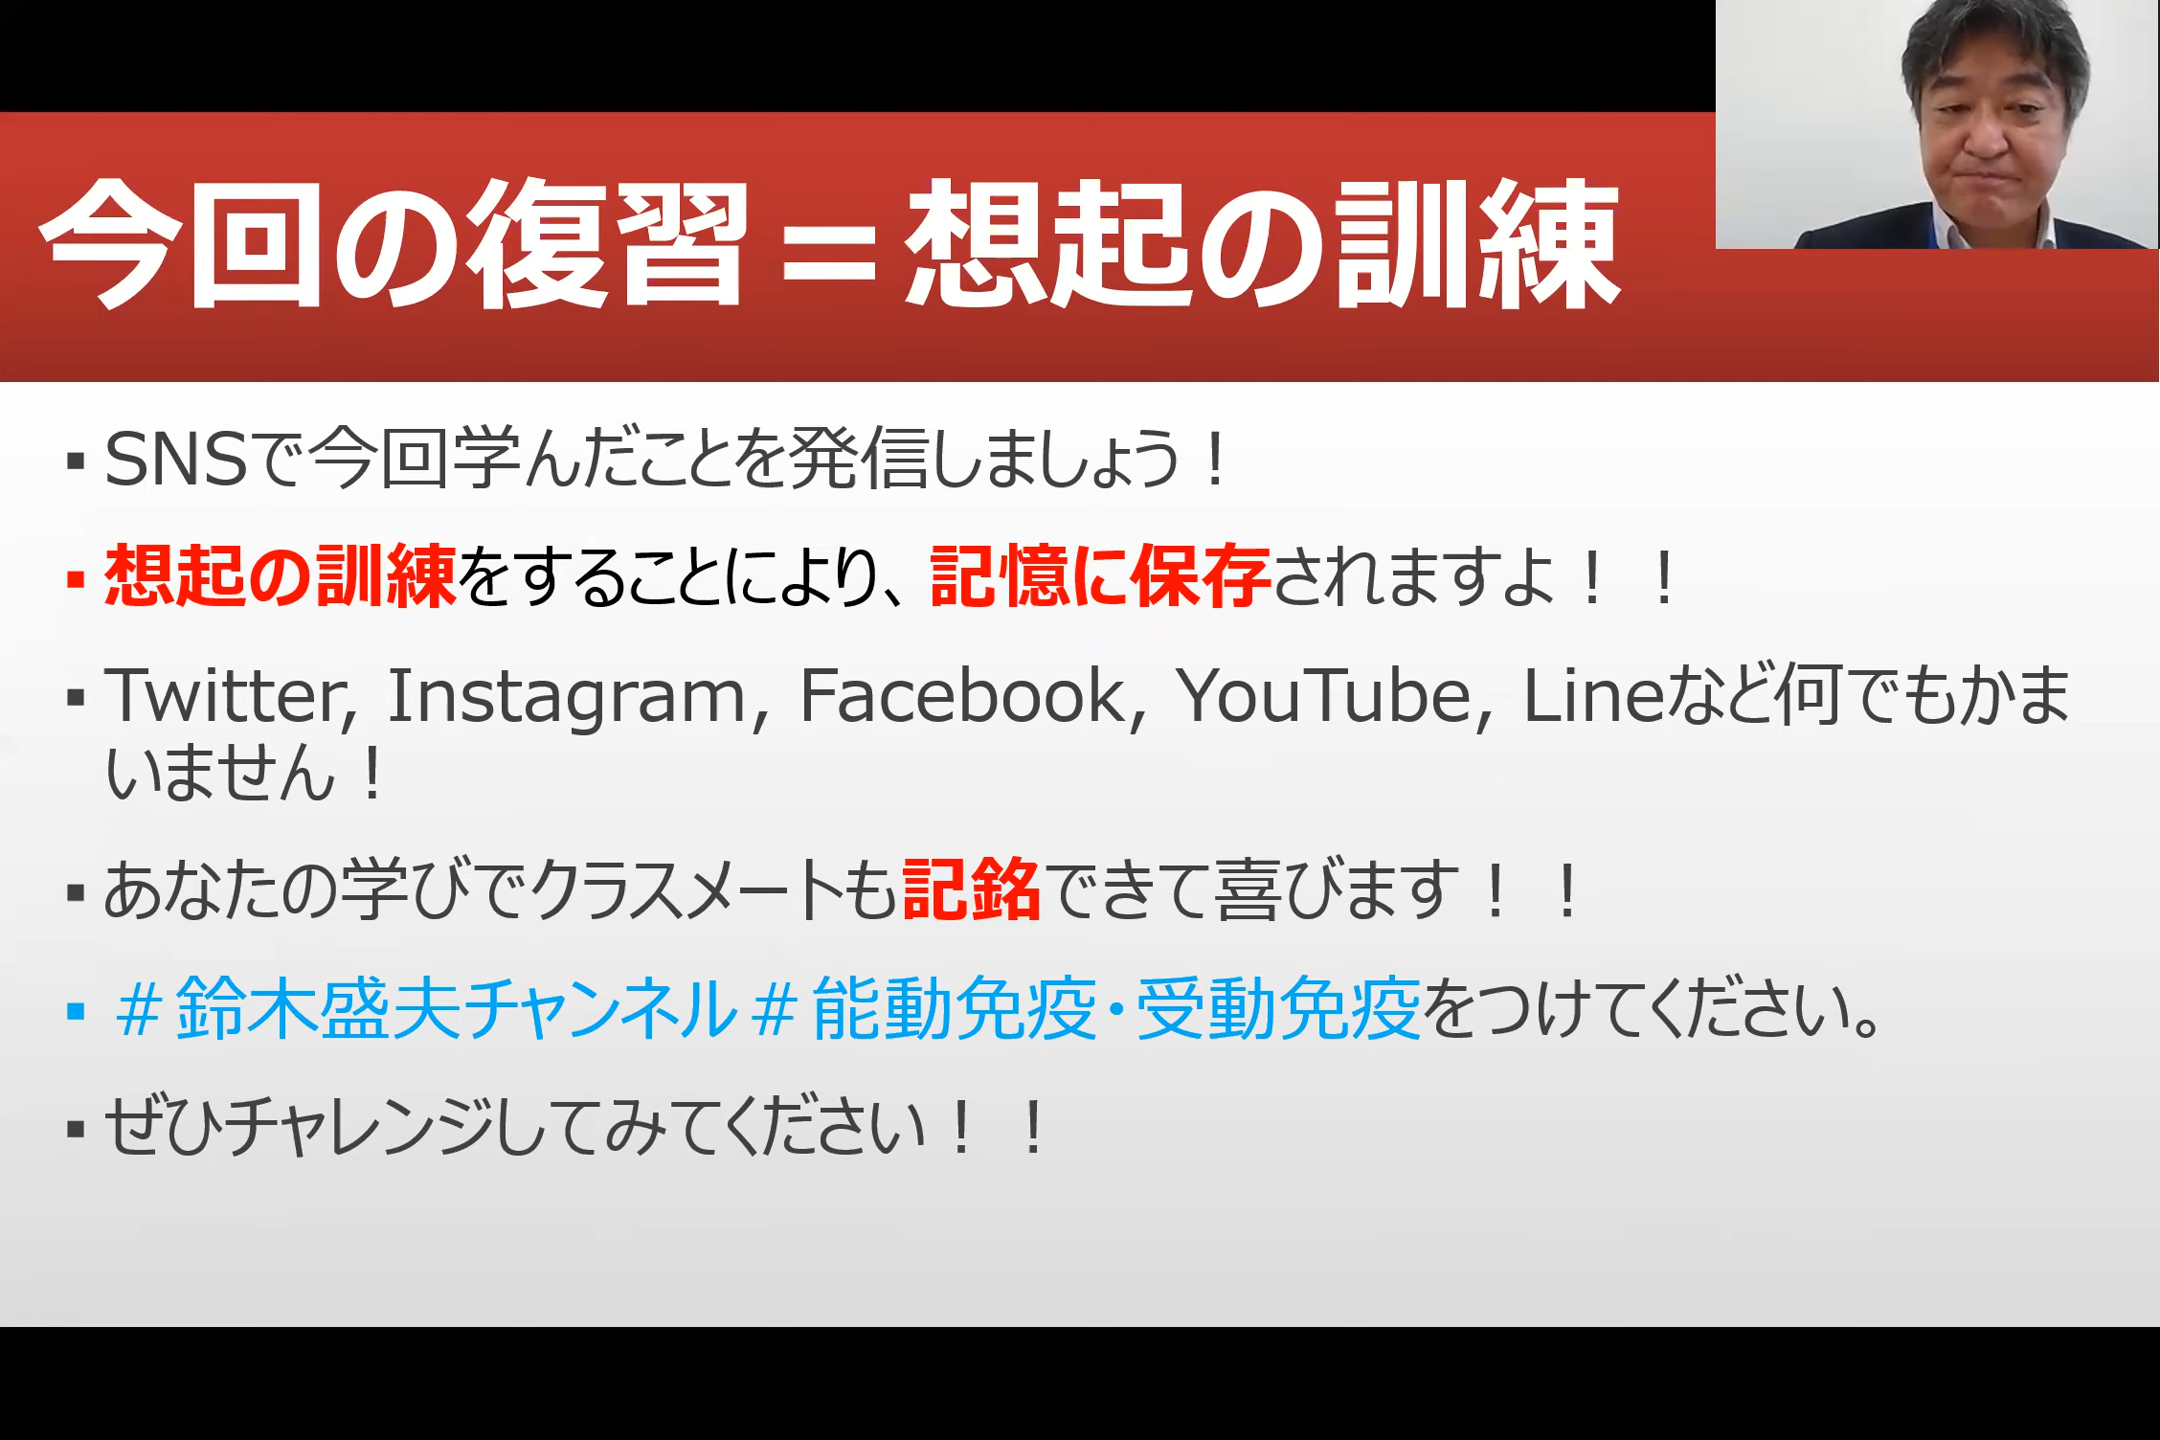 今回の復習＝想起の訓練
▪SNSで今回学んだことを発信しましょう！
▪想起の訓練をすることにより、記憶に保存されますよ！！
▪Twitter, Instagram, Facebook, YouTube, Lineなど何でもかま
いません！
▪あなたの学びでクラスメートも記銘できて喜びます！！
▪＃鈴木盛夫チャンネル＃能動免疫・受動免疫をつけてください。
▪ぜひチャレンジしてみてください！！